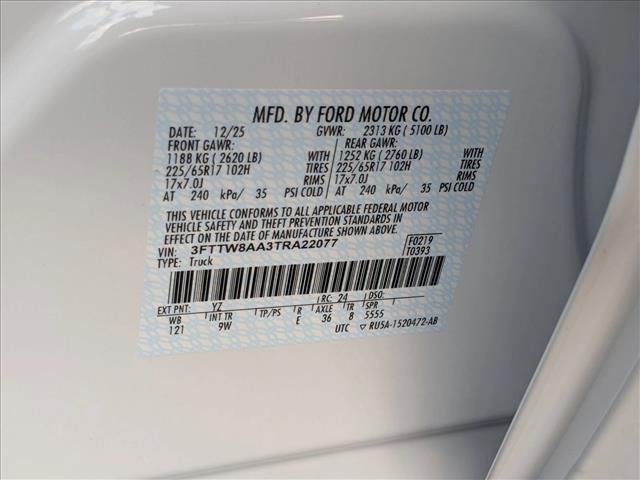 MFD. BY FORD MOTOR CO.
DATE: 12/25 GVWR: 2313 KG ( 5100 LB)
FRONT GAWR: REAR GAWR:
1188 KG ( 2620 LB) WITH 1252 KG ( 2760 LB) WITH
225/65R17 102H TIRES 225/65R17 102H TIRES
17x7.0J RIMS 17x7.0J RIMS
AT 240 kPa/ 35 PSI COLD AT 240 kPa/ 35 PSI COLD
THIS VEHICLE CONFORMS TO ALL APPLICABLE FEDERAL MOTOR
VEHICLE SAFETY AND THEFT PREVENTION STANDARDS IN EFFECT
ON THE DATE OF MANUFACTURE SHOWN ABOVE.
VIN: 3FTTW8AA3TRA22077 F0219
TYPE: Truck T0393
EXT PNT: YZ RC: 24 DSO:
WB INT TR TP/PS R AXLE TR SPR
121 9W E 36 8 5555
UTC RU5A-1520472-AB